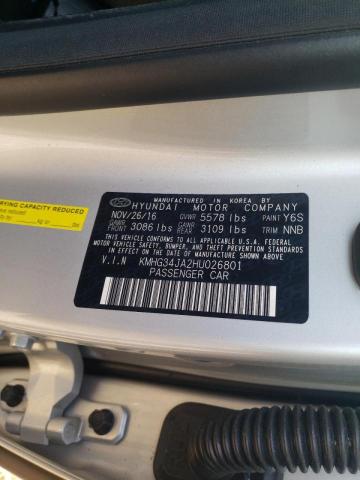 RYING CAPACITY REDUCED
MANUFACTURED IN KOREA BY
HYUNDAI MOTOR COMPANY
NOV/26/16 GVWR 5578 lbs PAINT Y6S
GAWR FRONT 3086 lbs GAWR REAR 3109 lbs TRIM NNB
THIS VEHICLE CONFORMS TO ALL APPLICABLE U.S.A. FEDERAL
MOTOR VEHICLE SAFETY, BUMPER, AND THEFT PREVENTION STANDARDS
IN EFFECT ON THE DATE OF MANUFACTURE SHOWN ABOVE.
V.I.N KMHG34JA2HU026801
PASSENGER CAR